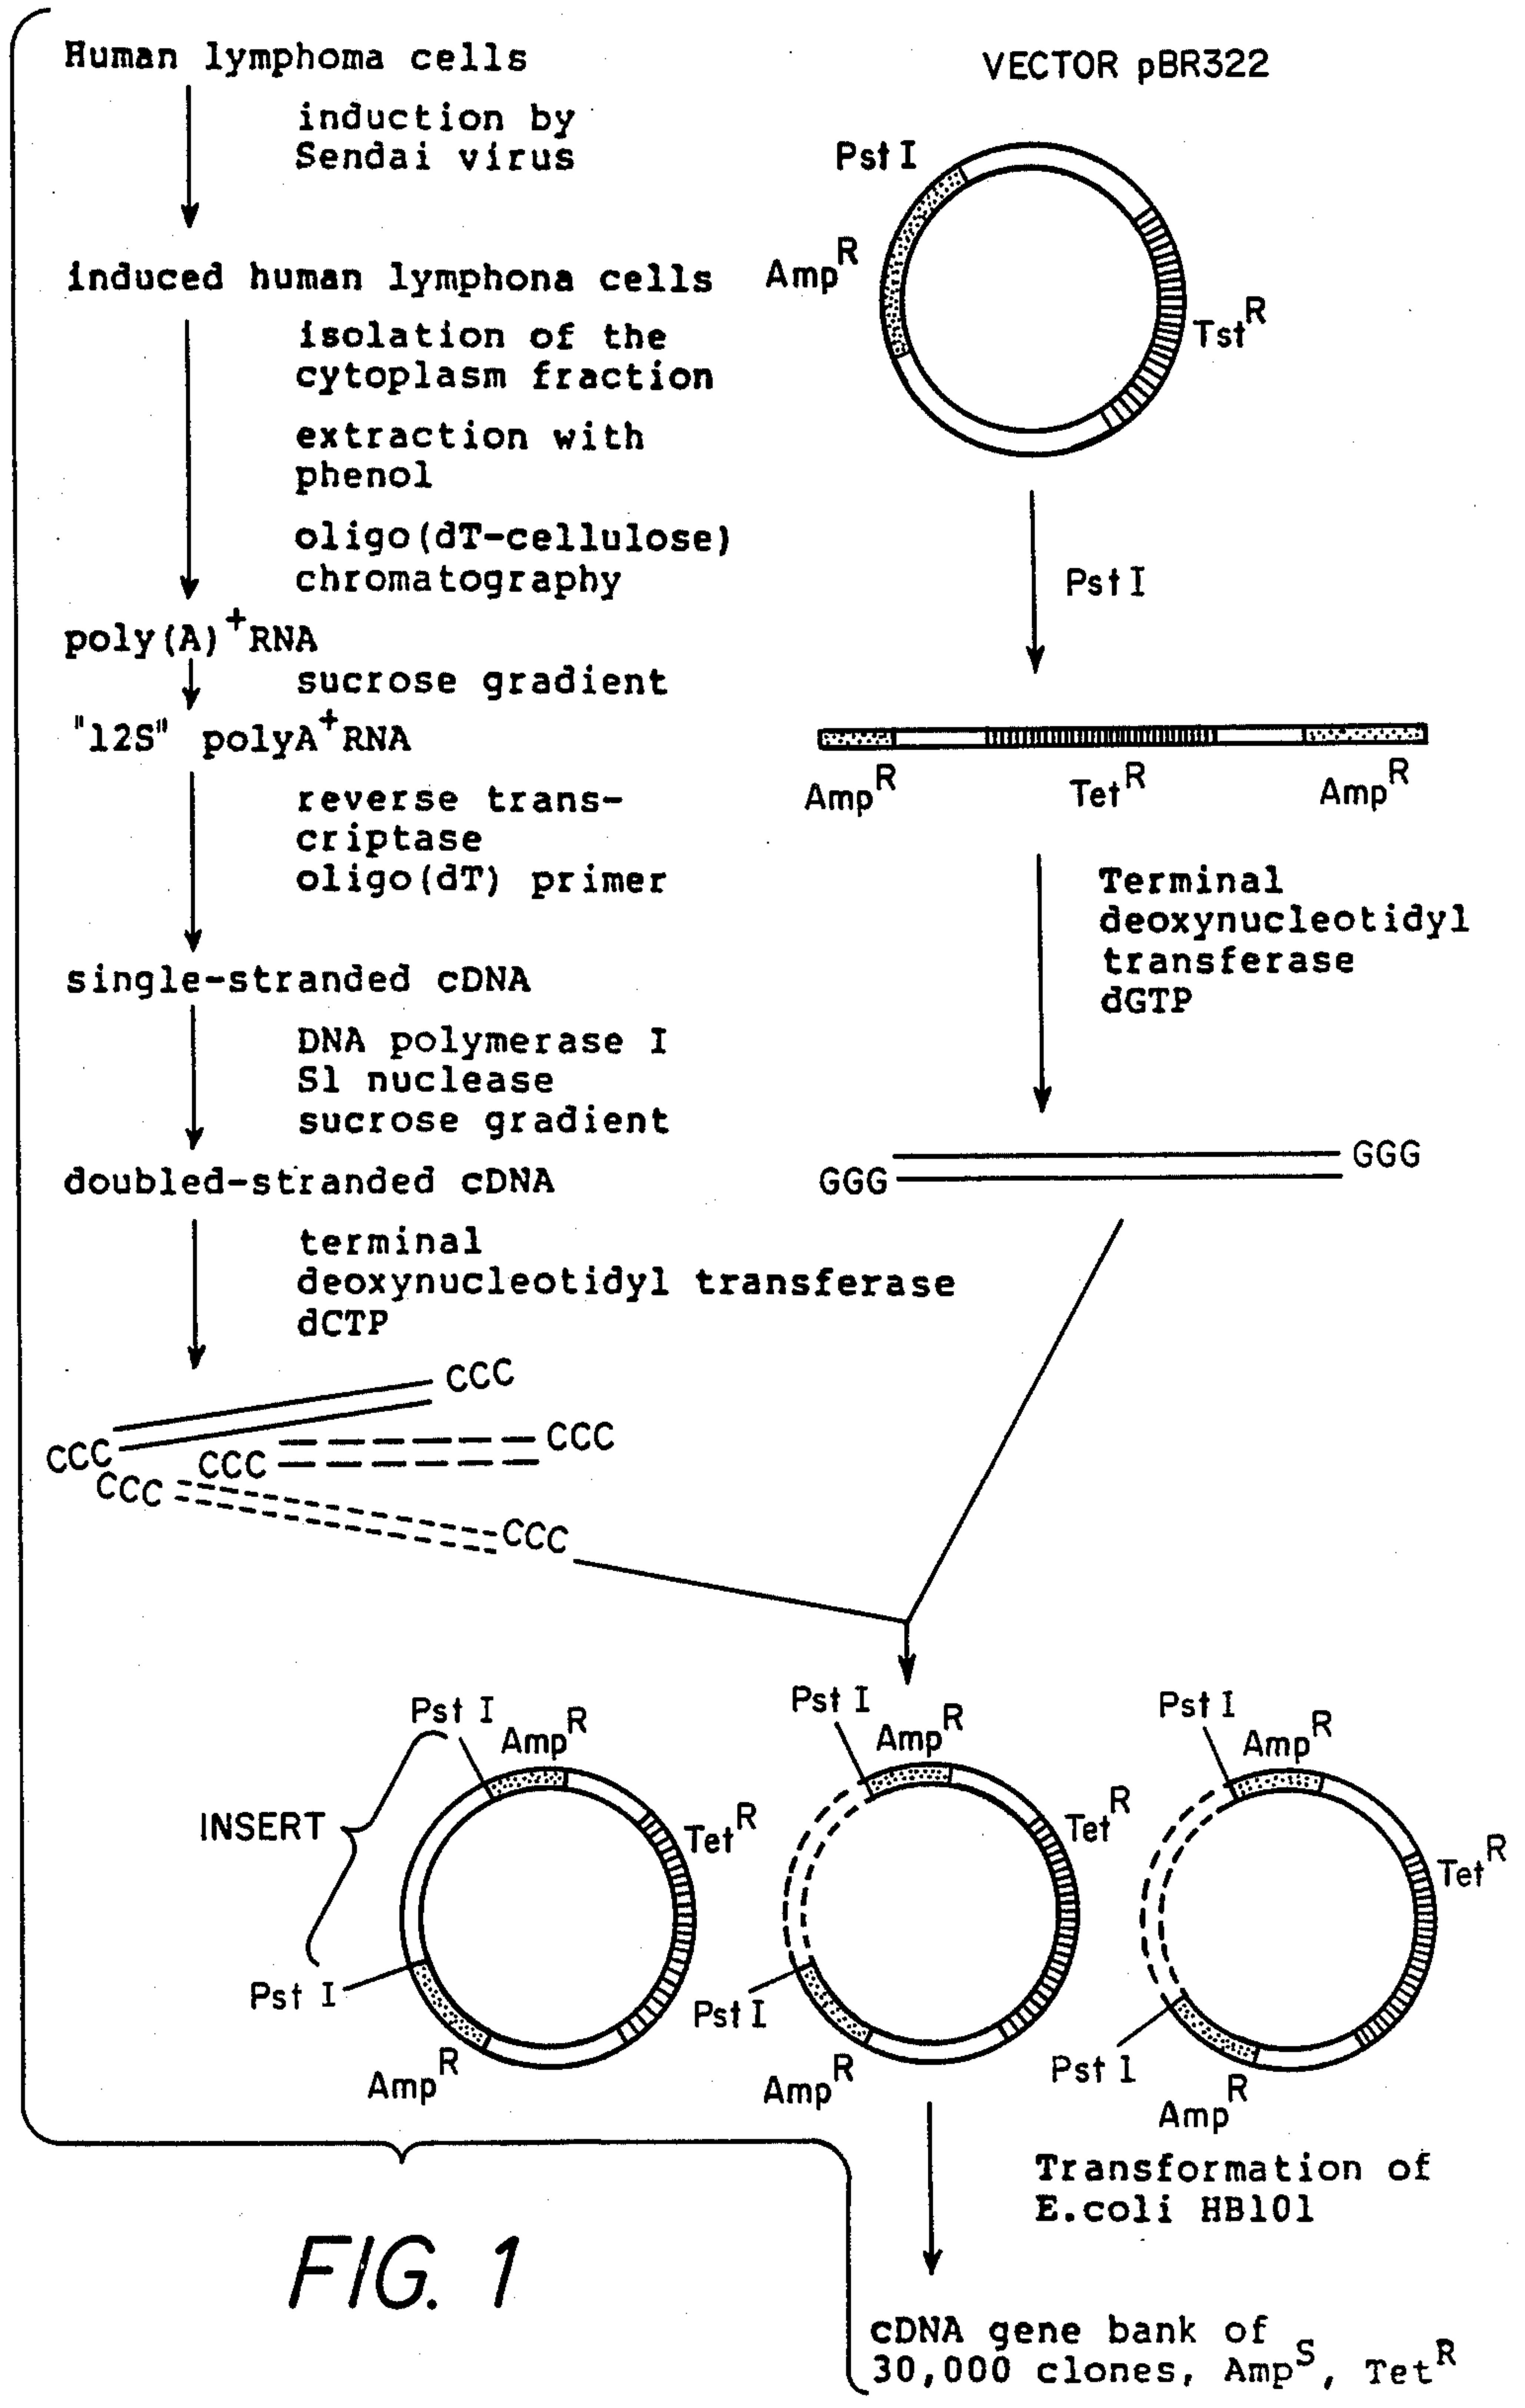 Human lymphoma cells
induction by
Sendai virus
induced human lymphona cells
isolation of the
cytoplasm fraction
extraction with
phenol
oligo(dT-cellulose)
chromatography
poly(A)+RNA
sucrose gradient
"12S" polyA+RNA
reverse trans-
criptase
oligo(dT) primer
single-stranded cDNA
DNA polymerase I
S1 nuclease
sucrose gradient
doubled-stranded cDNA
terminal
deoxynucleotidyl transferase
dCTP
CCC
CCC
CCC
CCC
CCC
CCC
VECTOR pBR322
Pst I
AmpR
TstR
Pst I
AmpR TetR AmpR
Terminal
deoxynucleotidyl
transferase
dGTP
GGG
GGG
Pst I
AmpR
INSERT
TetR
Pst I
AmpR
Pst I
AmpR
TetR
Pst I
AmpR
Pst I
AmpR
TetR
Pst I
AmpR
Transformation of
E.coli HB101
cDNA gene bank of
30,000 clones, AmpS, TetR
FIG. 1